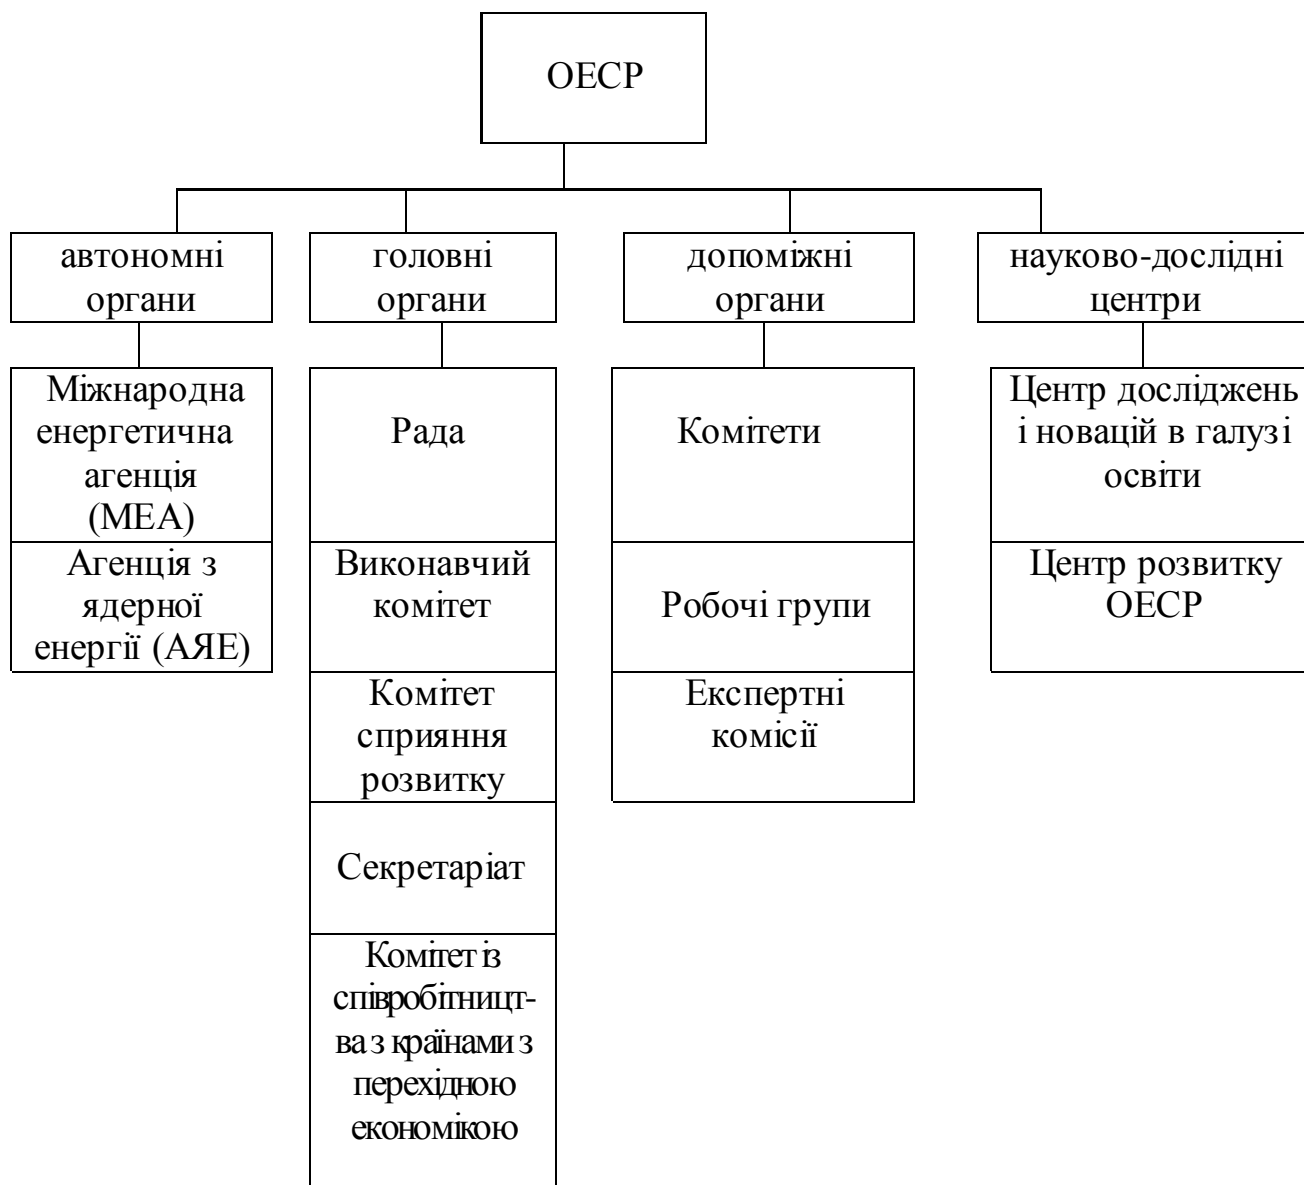 ОЕСР
автономні
органи
головні
органи
допоміжні
органи
науково-дослідні
центри
Міжнародна
енергетична
агенція
(МЕА)
Агенція з
ядерної
енергії (АЯЕ)
Рада
Виконавчий
комітет
Комітет
сприяння
розвитку
Секретаріат
Комітет із
співробітницт-
ва з країнами з
перехідною
економікою
Комітети
Робочі групи
Експертні
комісії
Центр досліджень
і новацій в галузі
освіти
Центр розвитку
ОЕСР